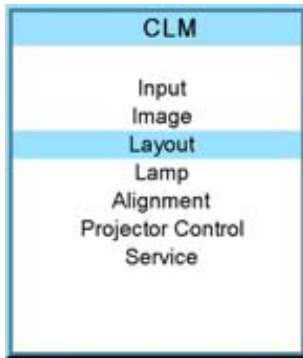 CLM
Input
Image
Layout
Lamp
Alignment
Projector Control
Service